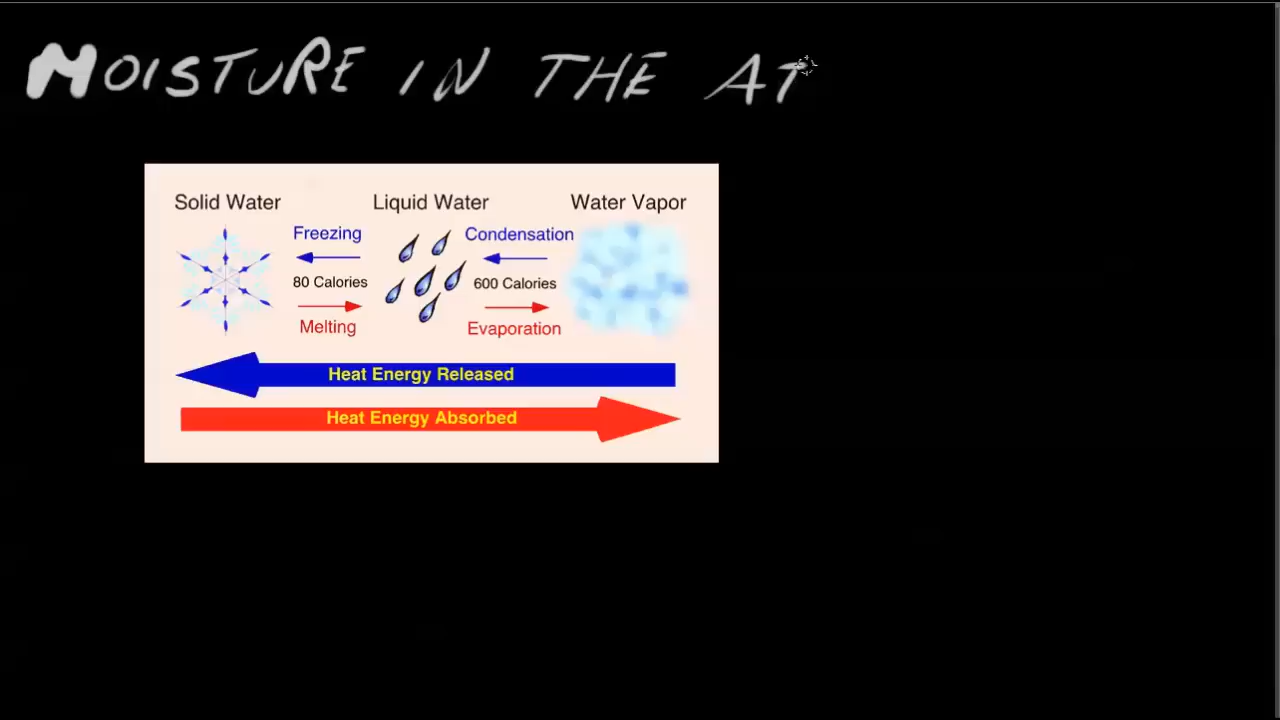 MOISTURE IN THE AT
Solid Water Liquid Water Water Vapor
Freezing Condensation
80 Calories 600 Calories
Melting Evaporation
Heat Energy Released
Heat Energy Absorbed